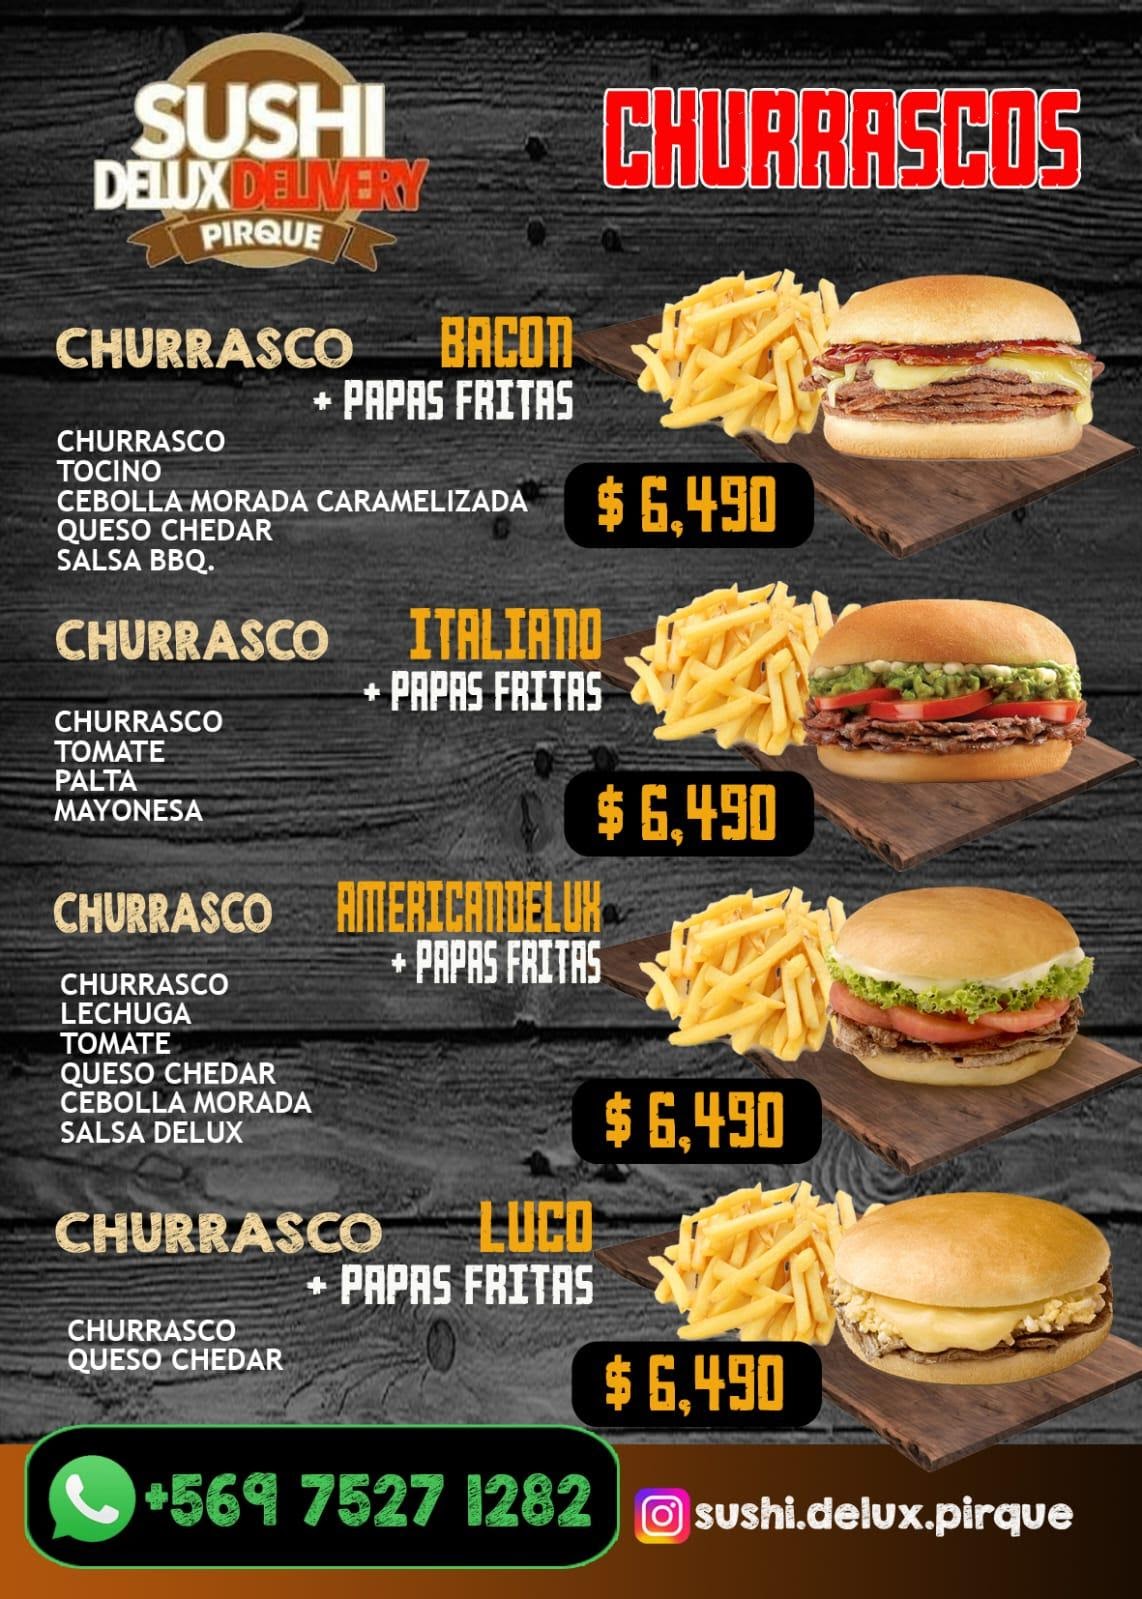 SUSHI
DELUX DELIVERY
PIRQUE
CHURRASCOS
CHURRASCO BACON
+ PAPAS FRITAS
CHURRASCO
TOCINO
CEBOLLA MORADA CARAMELIZADA
QUESO CHEDAR
SALSA BBQ.
$ 6,490
CHURRASCO ITALIANO
+ PAPAS FRITAS
CHURRASCO
TOMATE
PALTA
MAYONESA
$ 6,490
CHURRASCO AMERICANDELUX
+ PAPAS FRITAS
CHURRASCO
LECHUGA
TOMATE
QUESO CHEDAR
CEBOLLA MORADA
SALSA DELUX
$ 6,490
CHURRASCO LUCO
+ PAPAS FRITAS
CHURRASCO
QUESO CHEDAR
$ 6,490
+569 7527 1282
sushi.delux.pirque